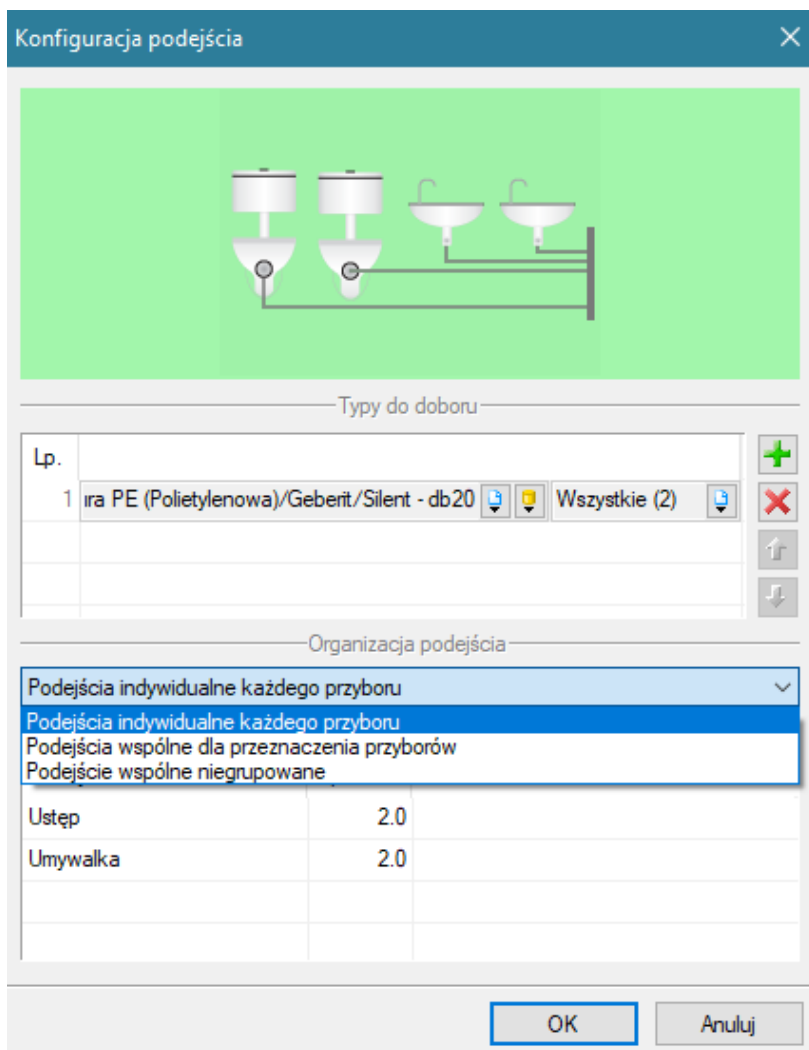 Konfiguracja podejścia
Typy do doboru
Lp.
1 ıra PE (Polietylenowa)/Geberit/Silent - db20 Wszystkie (2)
Organizacja podejścia
Podejścia indywidualne każdego przyboru
Podejścia indywidualne każdego przyboru
Podejścia wspólne dla przeznaczenia przyborów
Podejście wspólne niegrupowane
Ustęp 2.0
Umywalka 2.0
OK Anuluj